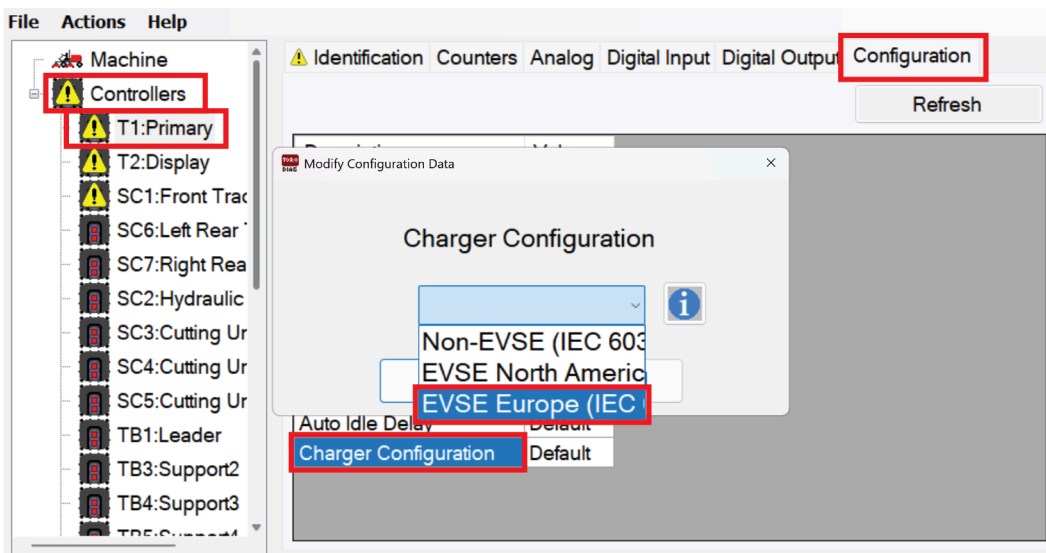 File Actions Help
Machine
Controllers
T1:Primary
T2:Display
SC1:Front Trac
SC6:Left Rear
SC7:Right Rea
SC2:Hydraulic
SC3:Cutting Ur
SC4:Cutting Ur
SC5:Cutting Ur
TB1:Leader
TB3:Support2
TB4:Support3
Identification Counters Analog Digital Input Digital Output Configuration
Refresh
TORO DIAG Modify Configuration Data
Charger Configuration
Non-EVSE (IEC 603
EVSE North Americ
EVSE Europe (IEC
Auto Idle Delay Default
Charger Configuration Default